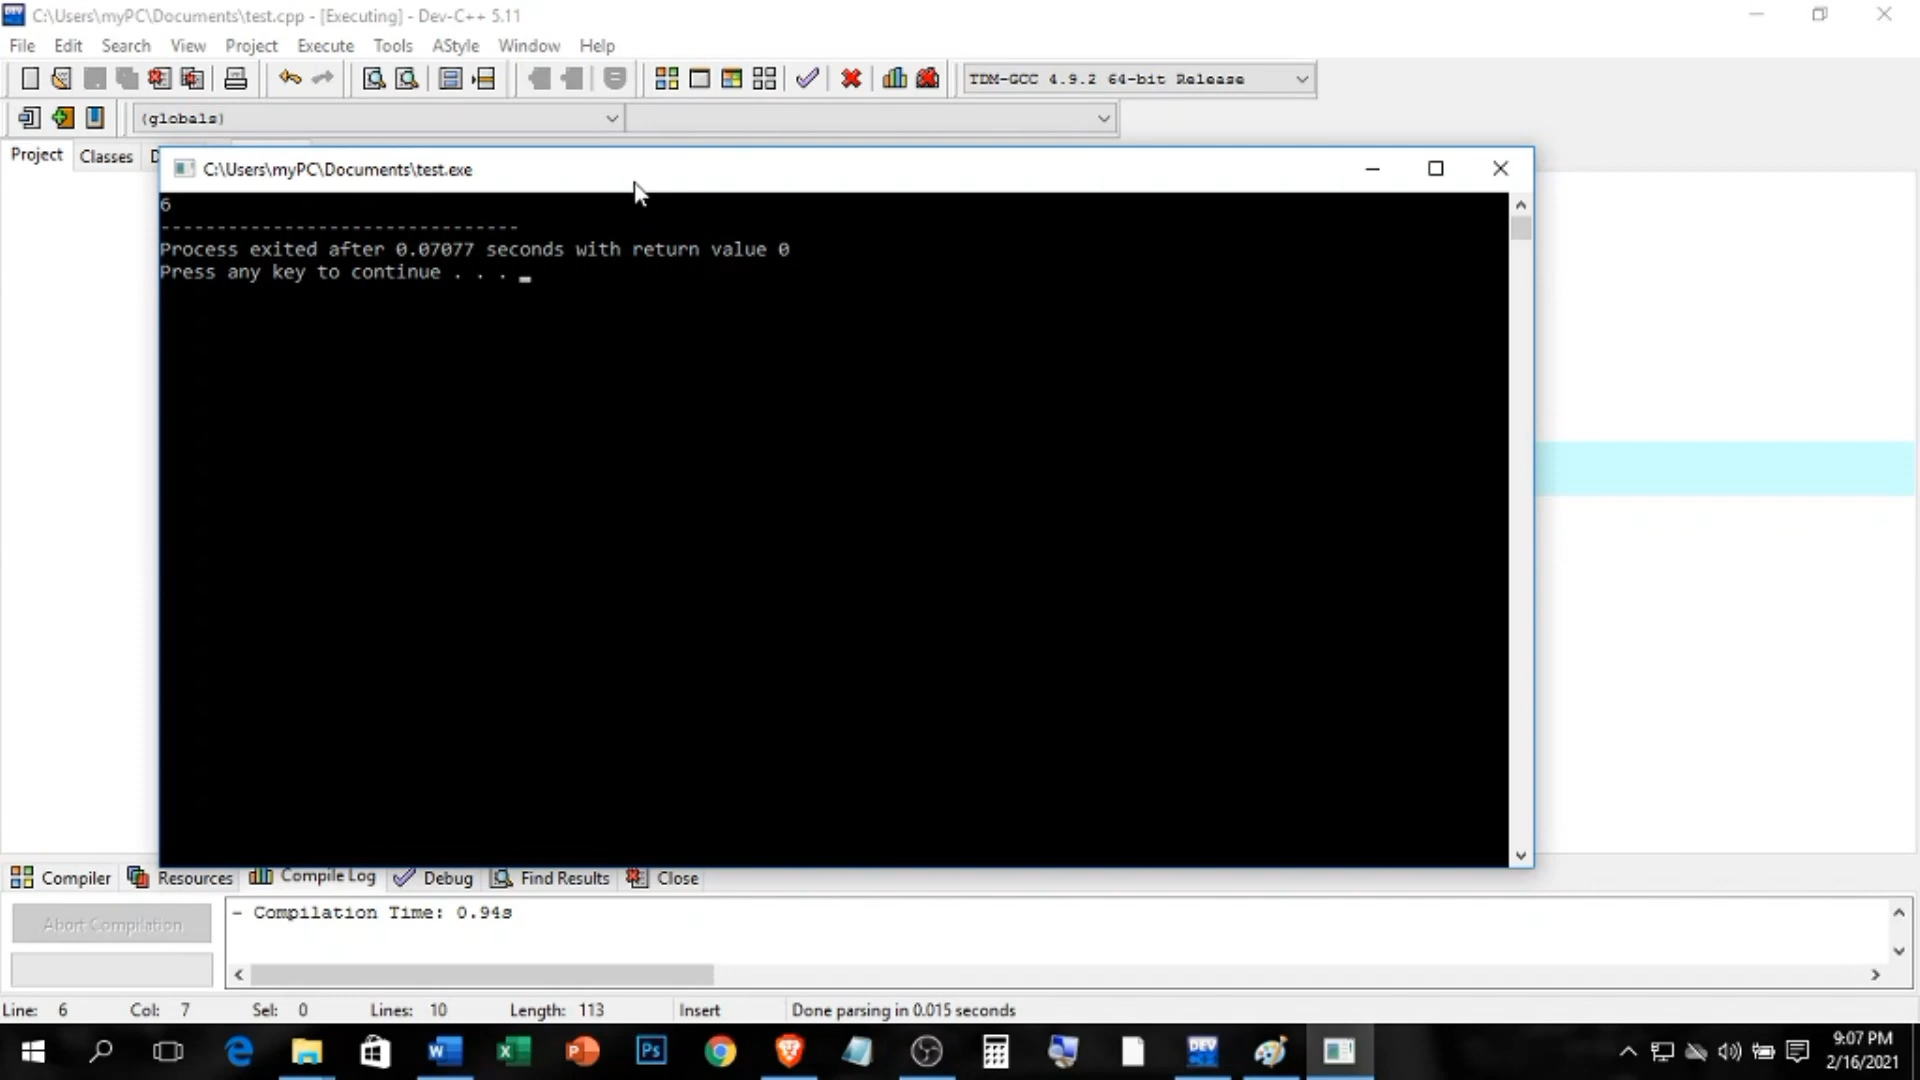 C:\Users\myPC\Documents\test.cpp - [Executing] - Dev-C++ 5.11
File Edit Search View Project Execute Tools AStyle Window Help
TDM-GCC 4.9.2 64-bit Release
(globals)
Project Classes D
C:\Users\myPC\Documents\test.exe
6
--------------------------------
Process exited after 0.07077 seconds with return value 0
Press any key to continue . . . _
Compiler Resources Compile Log Debug Find Results Close
Abort Compilation
- Compilation Time: 0.94s
Line: 6 Col: 7 Sel: 0 Lines: 10 Length: 113 Insert Done parsing in 0.015 seconds
9:07 PM
2/16/2021
DEV
W X P Ps DEV